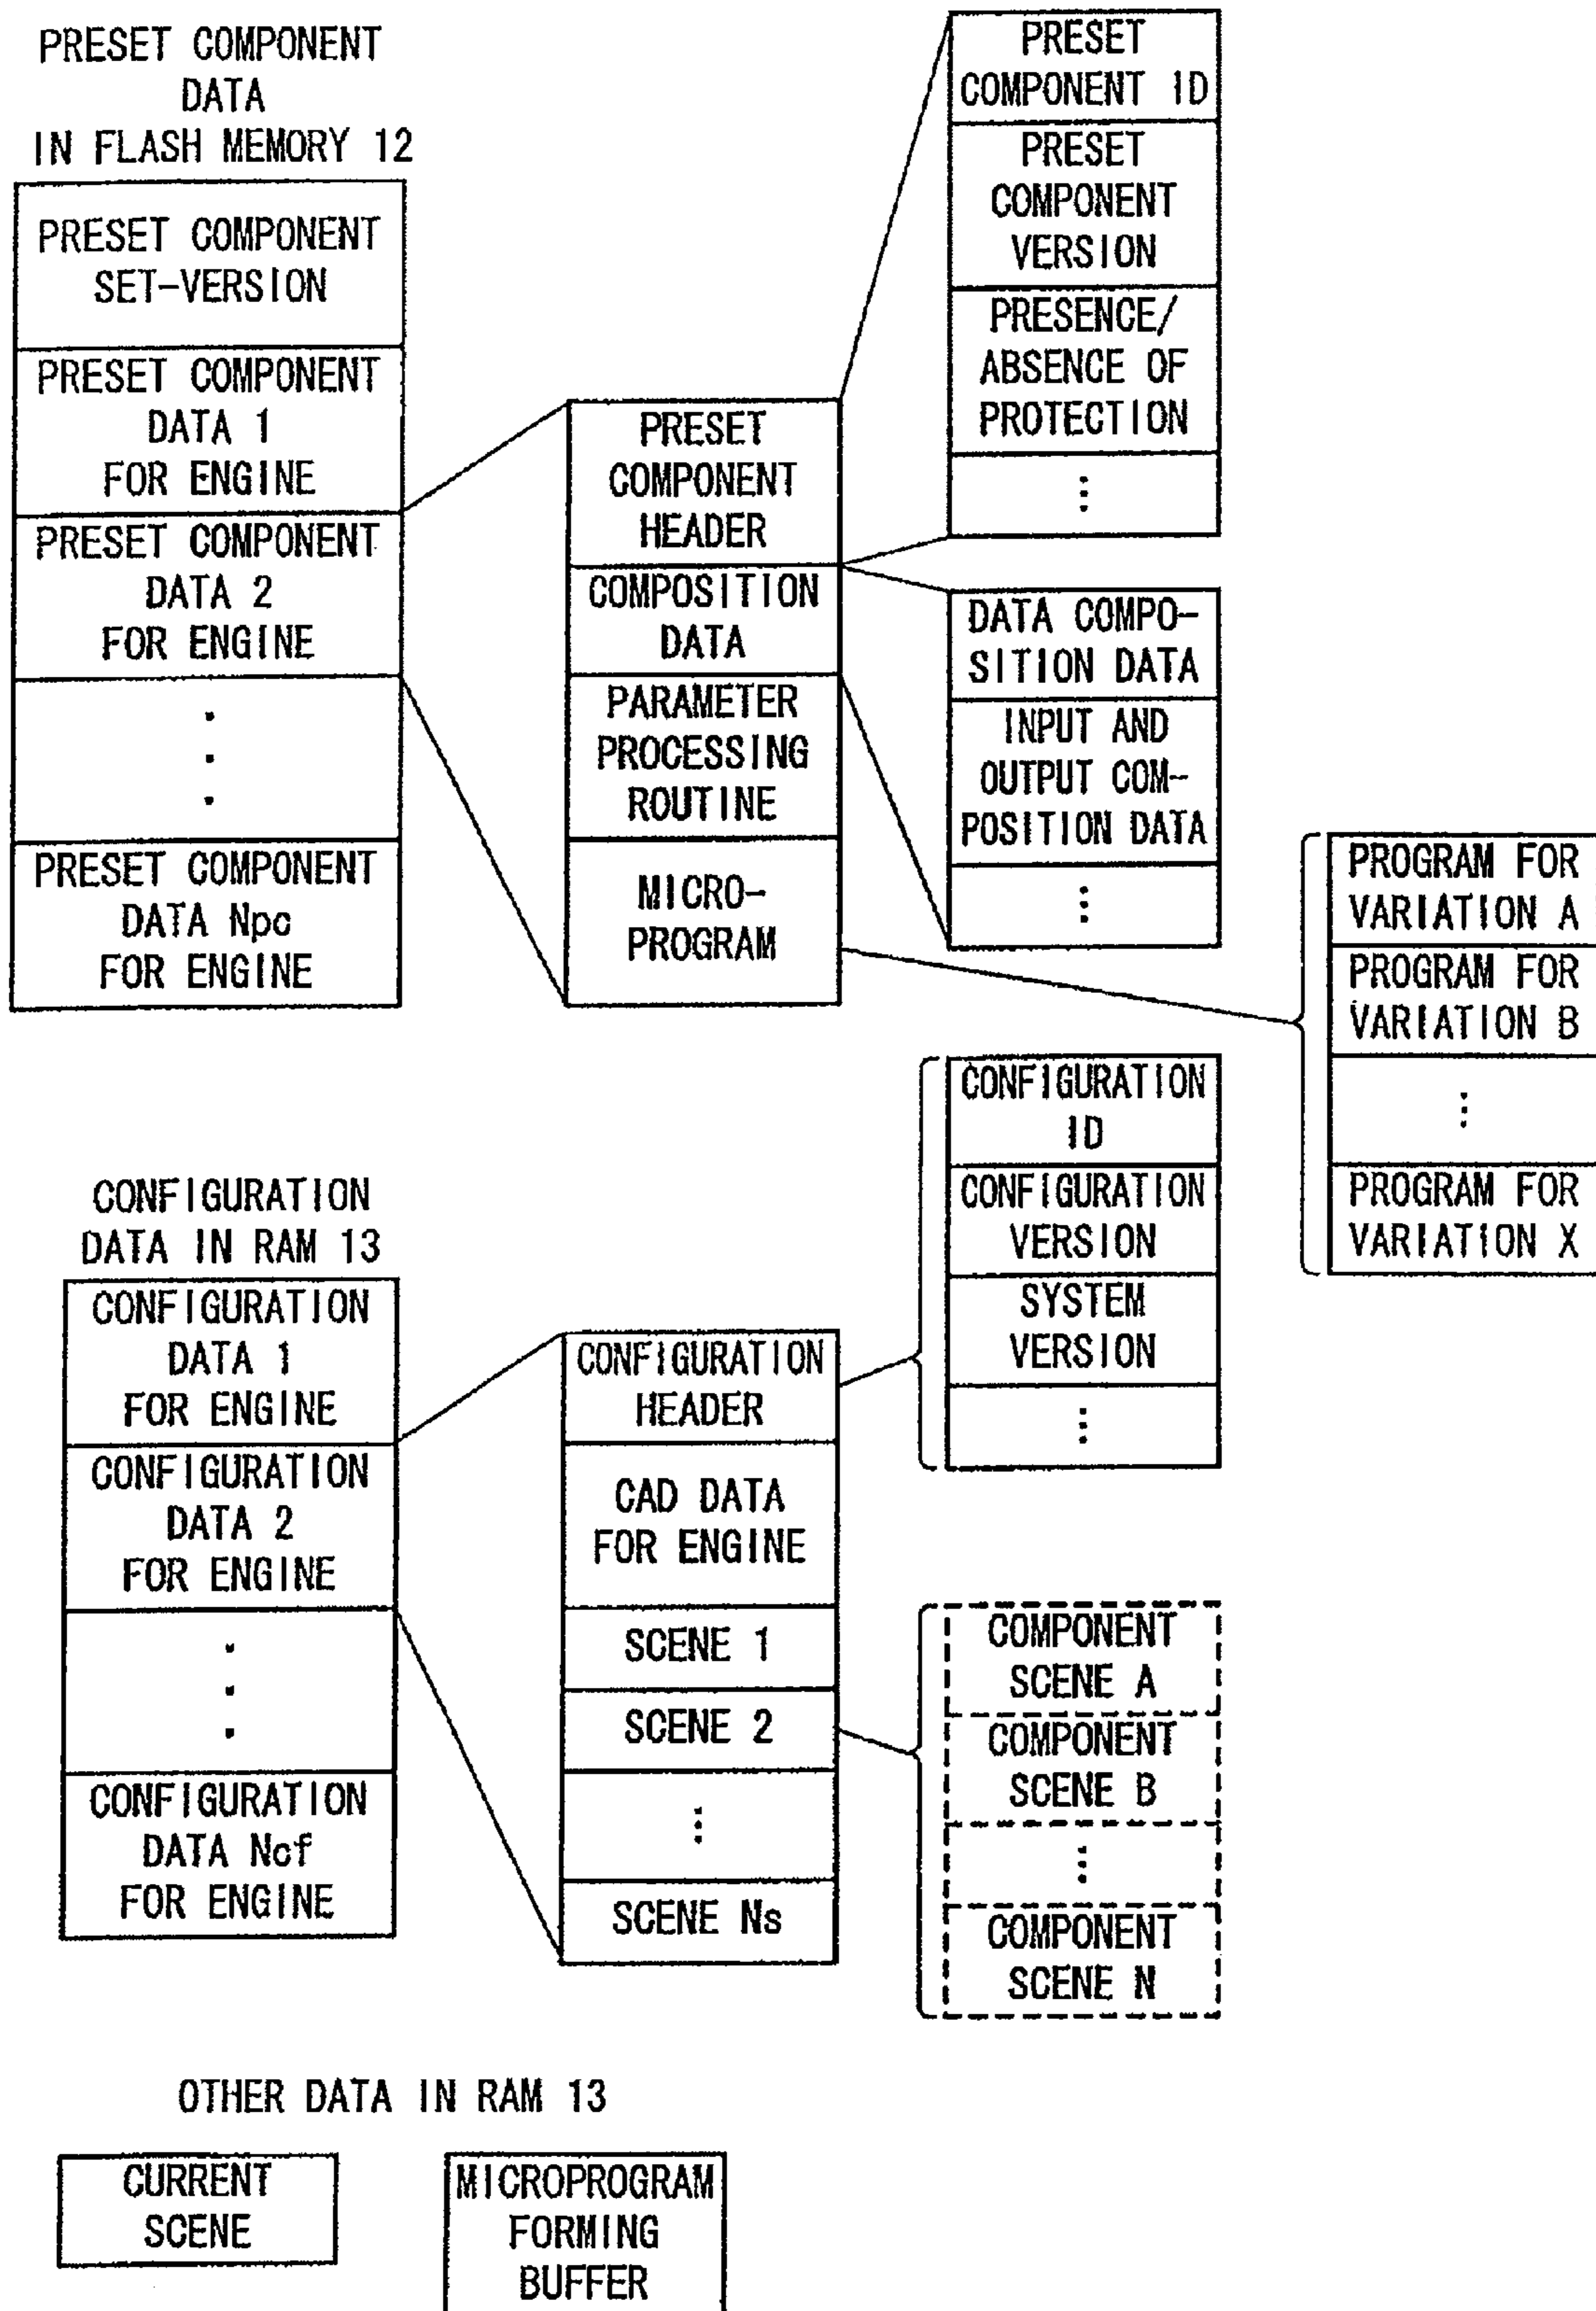 PRESET COMPONENT
DATA
IN FLASH MEMORY 12
PRESET COMPONENT
SET-VERSION
PRESET COMPONENT
DATA 1
FOR ENGINE
PRESET COMPONENT
DATA 2
FOR ENGINE
PRESET COMPONENT
DATA Npc
FOR ENGINE
PRESET
COMPONENT
HEADER
COMPOSITION
DATA
PARAMETER
PROCESSING
ROUTINE
MICRO-
PROGRAM
PRESET
COMPONENT ID
PRESET
COMPONENT
VERSION
PRESENCE/
ABSENCE OF
PROTECTION
DATA COMPO-
SITION DATA
INPUT AND
OUTPUT COM-
POSITION DATA
PROGRAM FOR
VARIATION A
PROGRAM FOR
VARIATION B
PROGRAM FOR
VARIATION X
CONFIGURATION
DATA IN RAM 13
CONFIGURATION
DATA 1
FOR ENGINE
CONFIGURATION
DATA 2
FOR ENGINE
CONFIGURATION
DATA Ncf
FOR ENGINE
CONFIGURATION
HEADER
CAD DATA
FOR ENGINE
SCENE 1
SCENE 2
SCENE Ns
CONFIGURATION
ID
CONFIGURATION
VERSION
SYSTEM
VERSION
COMPONENT
SCENE A
COMPONENT
SCENE B
COMPONENT
SCENE N
OTHER DATA IN RAM 13
CURRENT
SCENE
MICROPROGRAM
FORMING
BUFFER